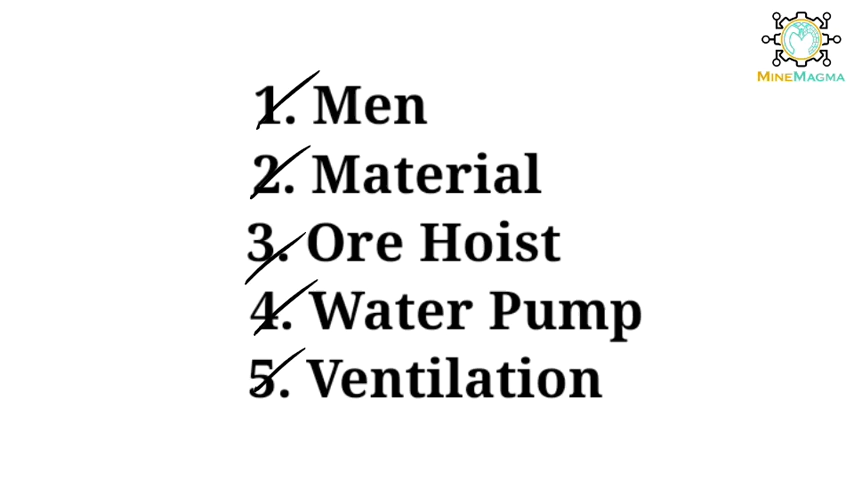 MineMagma
1. Men
2. Material
3. Ore Hoist
4. Water Pump
5. Ventilation